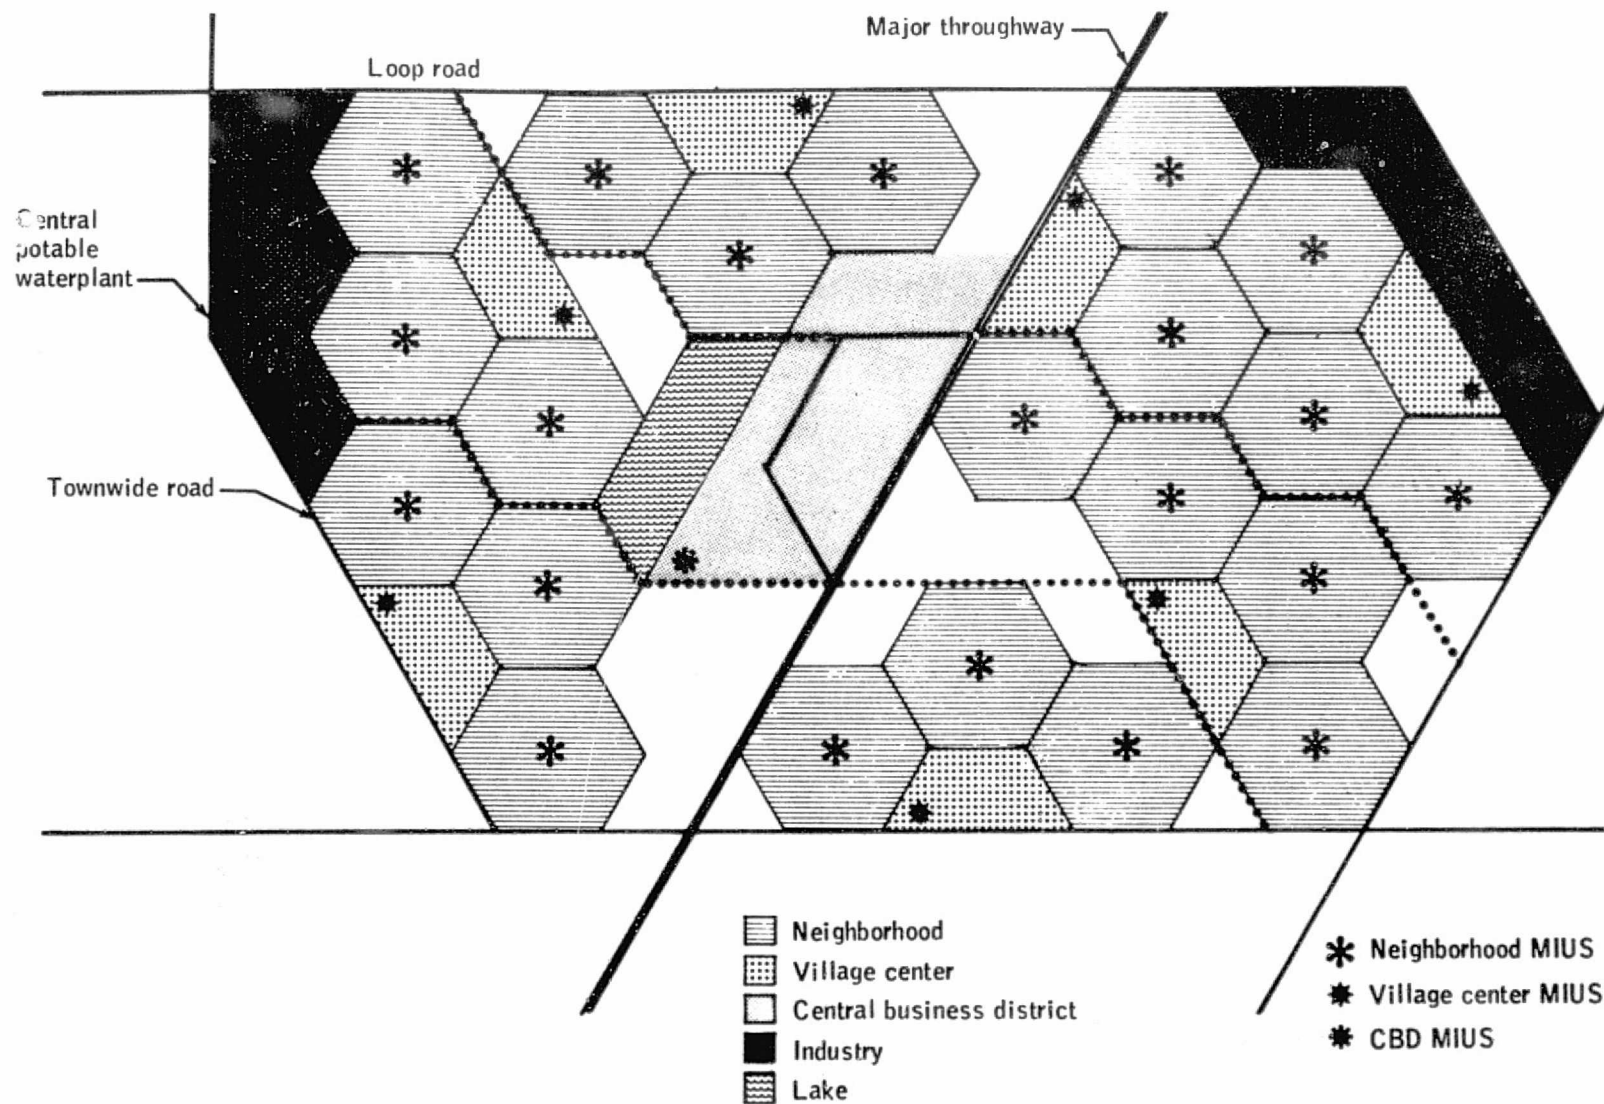 Major throughway
Loop road
Central
potable
waterplant
Townwide road
Neighborhood
Village center
Central business district
Industry
Lake
Neighborhood MIUS
Village center MIUS
CBD MIUS